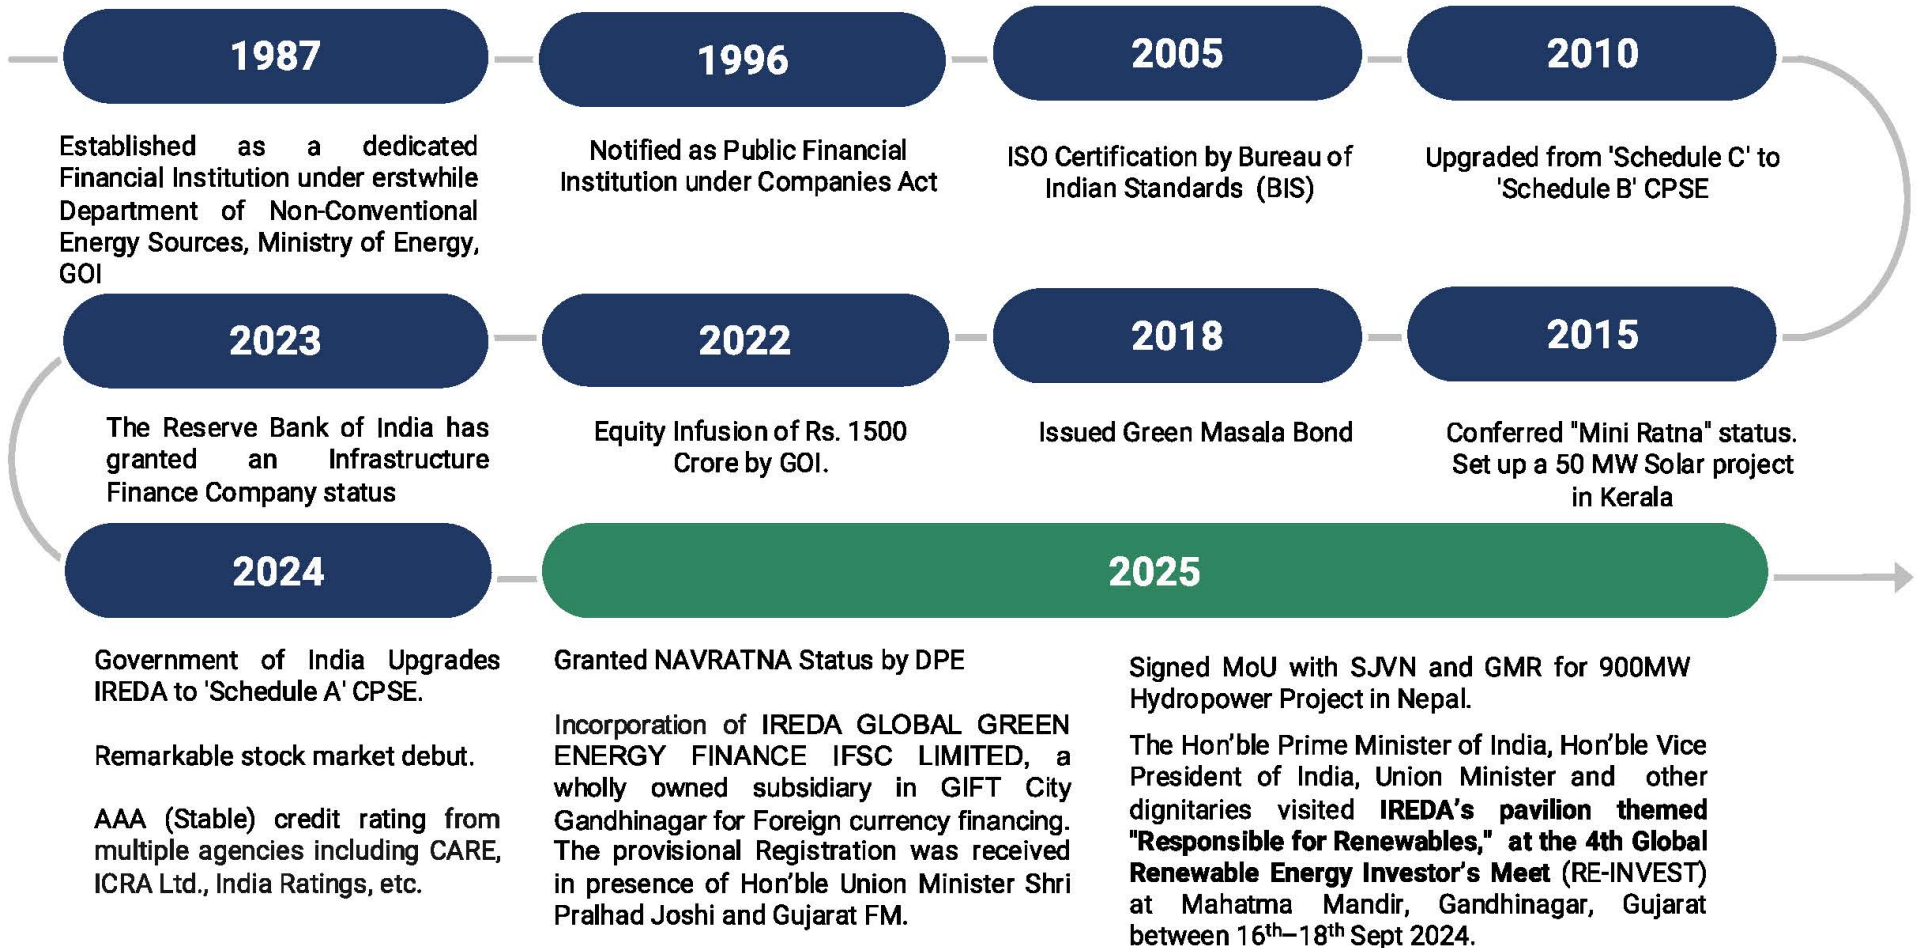 1987
Established as a dedicated
Financial Institution under erstwhile
Department of Non-Conventional
Energy Sources, Ministry of Energy,
GOI
1996
Notified as Public Financial
Institution under Companies Act
2005
ISO Certification by Bureau of
Indian Standards (BIS)
2010
Upgraded from 'Schedule C' to
'Schedule B' CPSE
2015
Conferred "Mini Ratna" status.
Set up a 50 MW Solar project
in Kerala
2018
Issued Green Masala Bond
2022
Equity Infusion of Rs. 1500
Crore by GOI.
2023
The Reserve Bank of India has
granted an Infrastructure
Finance Company status
2024
Government of India Upgrades
IREDA to 'Schedule A' CPSE.
Remarkable stock market debut.
AAA (Stable) credit rating from
multiple agencies including CARE,
ICRA Ltd., India Ratings, etc.
2025
Granted NAVRATNA Status by DPE
Incorporation of IREDA GLOBAL GREEN
ENERGY FINANCE IFSC LIMITED, a
wholly owned subsidiary in GIFT City
Gandhinagar for Foreign currency financing.
The provisional Registration was received
in presence of Hon'ble Union Minister Shri
Pralhad Joshi and Gujarat FM.
Signed MoU with SJVN and GMR for 900MW
Hydropower Project in Nepal.
The Hon'ble Prime Minister of India, Hon'ble Vice
President of India, Union Minister and other
dignitaries visited IREDA's pavilion themed
"Responsible for Renewables," at the 4th Global
Renewable Energy Investor's Meet (RE-INVEST)
at Mahatma Mandir, Gandhinagar, Gujarat
between 16th–18th Sept 2024.